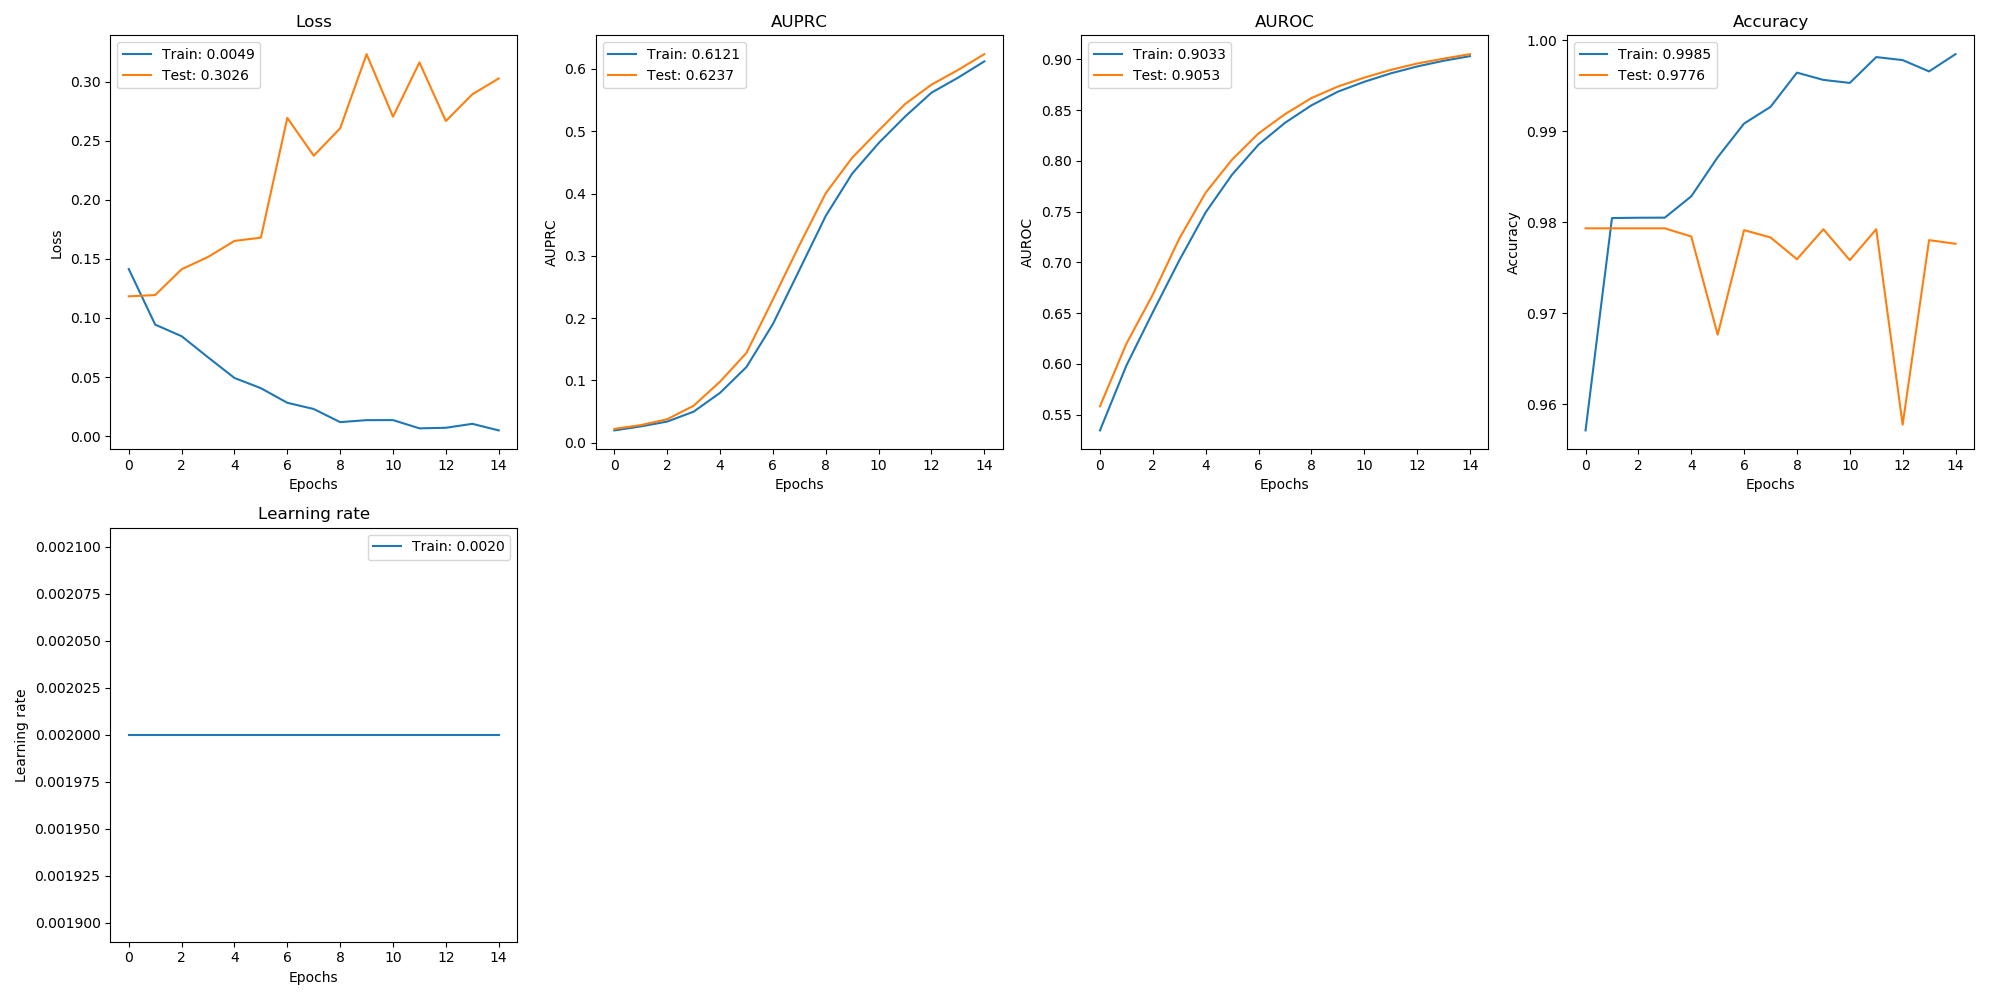 Loss
Train: 0.0049
Test: 0.3026
0.30
0.25
0.20
0.15
0.10
0.05
0.00
Loss
0 2 4 6 8 10 12 14
Epochs
AUPRC
Train: 0.6121
Test: 0.6237
0.6
0.5
0.4
0.3
0.2
0.1
0.0
AUPRC
0 2 4 6 8 10 12 14
Epochs
AUROC
Train: 0.9033
Test: 0.9053
0.90
0.85
0.80
0.75
0.70
0.65
0.60
0.55
AUROC
0 2 4 6 8 10 12 14
Epochs
Accuracy
Train: 0.9985
Test: 0.9776
1.00
0.99
0.98
0.97
0.96
Accuracy
0 2 4 6 8 10 12 14
Epochs
Learning rate
Train: 0.0020
0.002100
0.002075
0.002050
0.002025
0.002000
0.001975
0.001950
0.001925
0.001900
Learning rate
0 2 4 6 8 10 12 14
Epochs